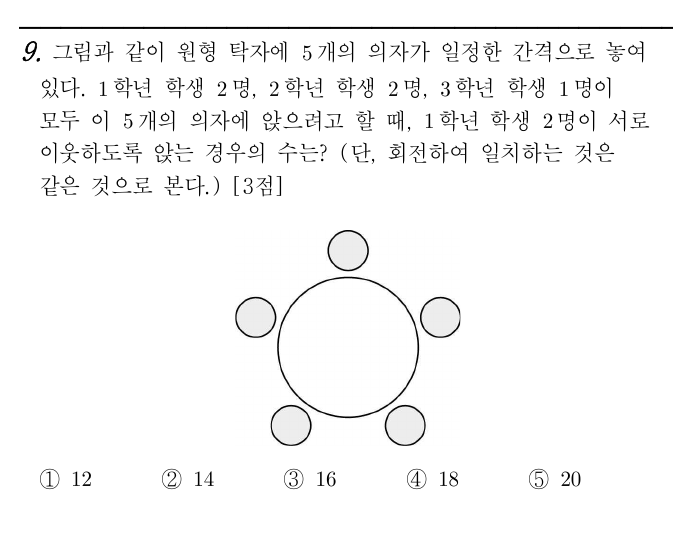 9. 그림과 같이 원형 탁자에 5개의 의자가 일정한 간격으로 놓여
있다. 1학년 학생 2명, 2학년 학생 2명, 3학년 학생 1명이
모두 이 5개의 의자에 앉으려고 할 때, 1학년 학생 2명이 서로
이웃하도록 앉는 경우의 수는? (단, 회전하여 일치하는 것은
같은 것으로 본다.) [3점]
① 12 ② 14 ③ 16 ④ 18 ⑤ 20